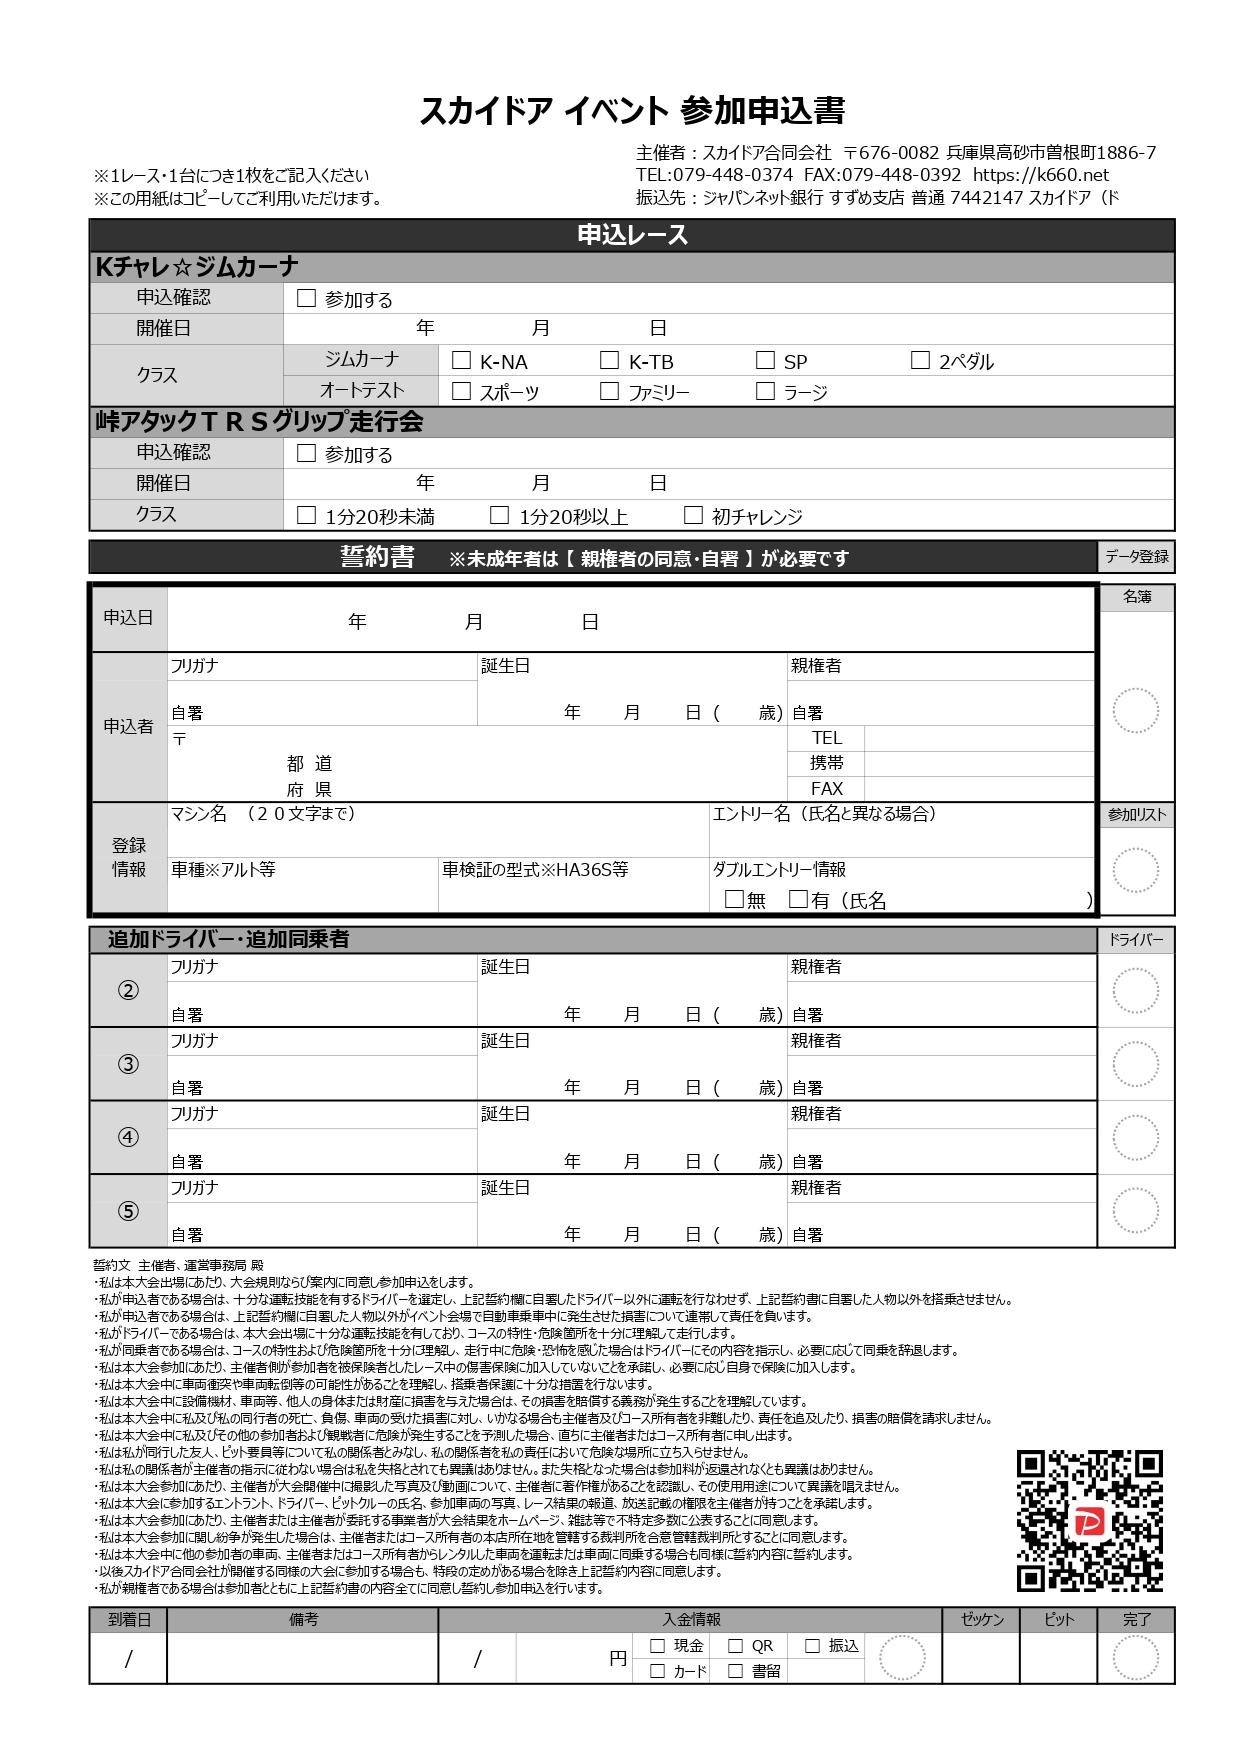 スカイドア イベント 参加申込書
主催者：スカイドア合同会社 〒676-0082 兵庫県高砂市曽根町1886-7
※1レース・1台につき1枚をご記入ください
TEL:079-448-0374 FAX:079-448-0392 https://k660.net
※この用紙はコピーしてご利用いただけます。
振込先：ジャパンネット銀行 すずめ支店 普通 7442147 スカイドア（ド
申込レース
Kチャレ☆ジムカーナ
申込確認 □ 参加する
開催日 年 月 日
クラス
ジムカーナ □ K-NA □ K-TB □ SP □ 2ペダル
オートテスト □ スポーツ □ ファミリー □ ラージ
峠アタックＴＲＳグリップ走行会
申込確認 □ 参加する
開催日 年 月 日
クラス □ 1分20秒未満 □ 1分20秒以上 □ 初チャレンジ
誓約書 ※未成年者は【 親権者の同意・自署 】が必要です データ登録
名簿
申込日 年 月 日
フリガナ 誕生日 親権者
自署 年 月 日（ 歳） 自署
申込者
〒 TEL
都 道 携帯
府 県 FAX
マシン名 （２０文字まで） エントリー名（氏名と異なる場合） 参加リスト
登録
情報 車種※アルト等 車検証の型式※HA36S等 ダブルエントリー情報
□無 □有（氏名 ）
追加ドライバー・追加同乗者 ドライバー
② フリガナ 誕生日 親権者
自署 年 月 日（ 歳） 自署
③ フリガナ 誕生日 親権者
自署 年 月 日（ 歳） 自署
④ フリガナ 誕生日 親権者
自署 年 月 日（ 歳） 自署
⑤ フリガナ 誕生日 親権者
自署 年 月 日（ 歳） 自署
誓約文 主催者、運営事務局 殿
・私は本大会出場にあたり、大会規則ならび案内に同意し参加申込をします。
・私が申込者である場合は、十分な運転技能を有するドライバーを選定し、上記誓約欄に自署したドライバー以外に運転を行なわせず、上記誓約書に自署した人物以外を搭乗させません。
・私が申込者である場合は、上記誓約欄に自署した人物以外がイベント会場で自動車乗車中に発生させた損害について連帯して責任を負います。
・私がドライバーである場合は、本大会出場に十分な運転技能を有しており、コースの特性・危険箇所を十分に理解して走行します。
・私が同乗者である場合は、コースの特性および危険箇所を十分に理解し、走行中に危険・恐怖を感じた場合はドライバーにその内容を指示し、必要に応じて同乗を辞退します。
・私は本大会参加にあたり、主催者側が参加者を被保険者としたレース中の傷害保険に加入していないことを承諾し、必要に応じ自身で保険に加入します。
・私は本大会中に車両衝突や車両転倒等の可能性があることを理解し、搭乗者保護に十分な措置を行ないます。
・私は本大会中に設備機材、車両等、他人の身体または財産に損害を与えた場合は、その損害を賠償する義務が発生することを理解しています。
・私は本大会中に私及び私の同行者の死亡、負傷、車両の受けた損害に対し、いかなる場合も主催者及びコース所有者を非難したり、責任を追及したり、損害の賠償を請求しません。
・私は本大会中に私及びその他の参加者および観戦者に危険が発生することを予測した場合、直ちに主催者またはコース所有者に申し出ます。
・私は私が同行した友人、ピット要員等について私の関係者とみなし、私の関係者を私の責任において危険な場所に立ち入らせません。
・私は私の関係者が主催者の指示に従わない場合は私を失格とされても異議はありません。また失格となった場合は参加料が返還されなくとも異議はありません。
・私は本大会参加にあたり、主催者が大会開催中に撮影した写真及び動画について、主催者に著作権があることを認識し、その使用用途について異議を唱えません。
・私は本大会に参加するエントラント、ドライバー、ピットクルーの氏名、参加車両の写真、レース結果の報道、放送記載の権限を主催者が持つことを承諾します。
・私は本大会参加にあたり、主催者または主催者が委託する事業者が大会結果をホームページ、雑誌等で不特定多数に公表することに同意します。
・私は本大会参加に関し紛争が発生した場合は、主催者またはコース所有者の本店所在地を管轄する裁判所を合意管轄裁判所とすることに同意します。
・私は本大会中に他の参加者の車両、主催者またはコース所有者からレンタルした車両を運転または車両に同乗する場合も同様に誓約内容に誓約します。
・以後スカイドア合同会社が開催する同様の大会に参加する場合も、特段の定めがある場合を除き上記誓約内容に同意します。
・私が親権者である場合は参加者とともに上記誓約書の内容全てに同意し誓約し参加申込を行います。
到着日 備考 入金情報 ゼッケン ピット 完了
/ / 円 □ 現金 □ QR □ 振込
□ カード □ 書留